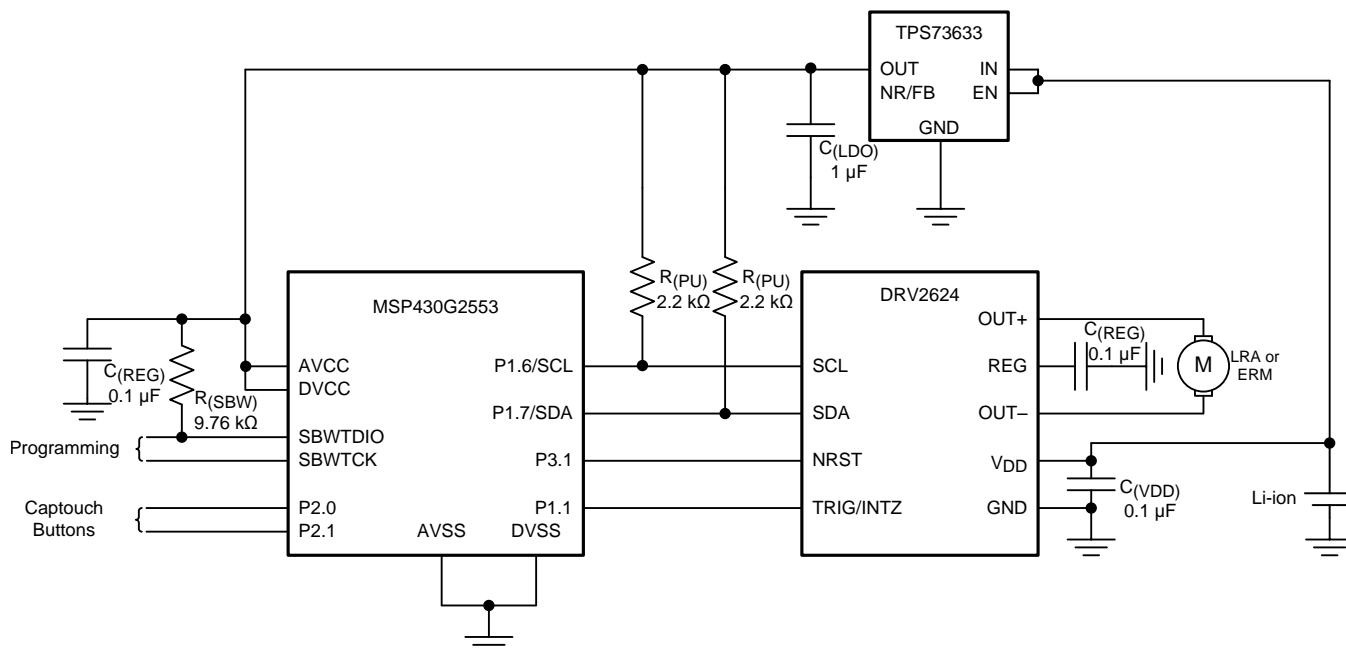 TPS73633
OUT
IN
NR/FB
EN
GND
C(LDO)
1 µF
MSP430G2553
R(PU)
2.2 kΩ
R(PU)
2.2 kΩ
DRV2624
C(REG)
0.1 µF
R(SBW)
9.76 kΩ
AVCC
DVCC
SBWTDIO
SBWTCK
P2.0
P2.1
AVSS
DVSS
P1.6/SCL
P1.7/SDA
P3.1
P1.1
Programming
Captouch
Buttons
SCL
SDA
NRST
TRIG/INTZ
OUT+
REG
OUT–
VDD
GND
C(REG)
0.1 µF
M
LRA or
ERM
C(VDD)
0.1 µF
Li-ion